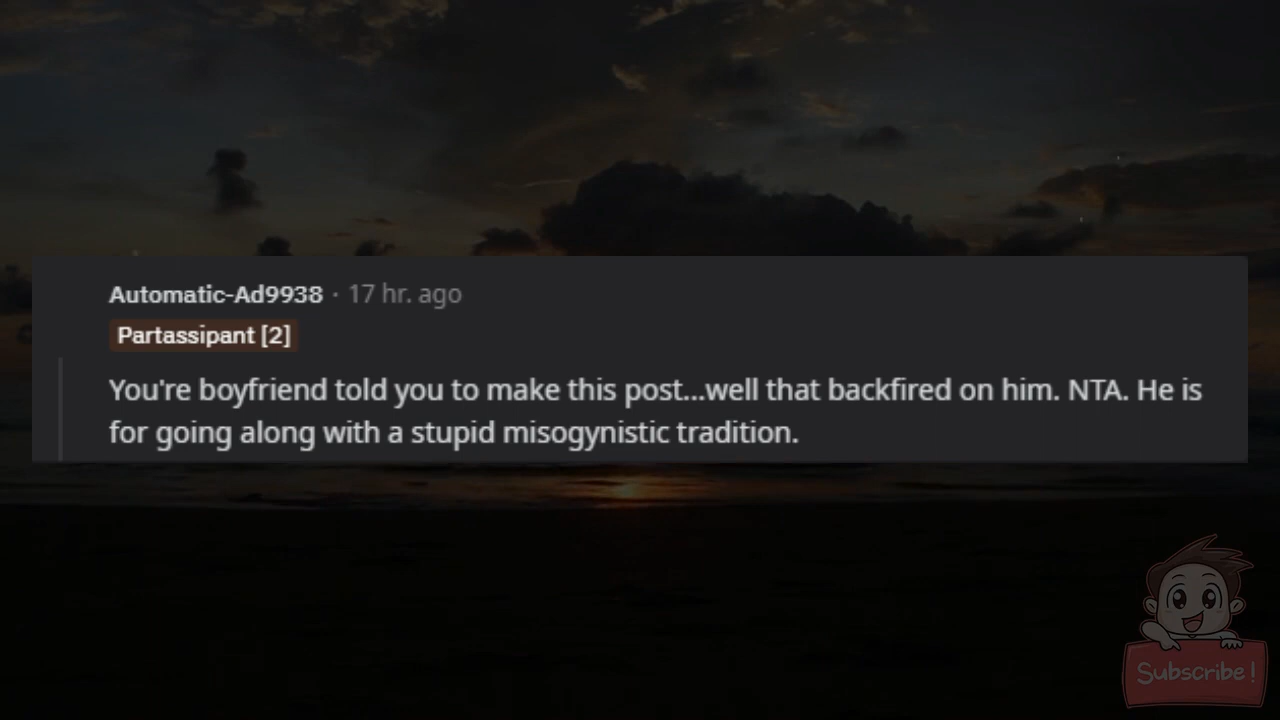 Automatic-Ad9938 · 17 hr. ago
Partassipant [2]
You're boyfriend told you to make this post...well that backfired on him. NTA. He is
for going along with a stupid misogynistic tradition.
Subscribe!